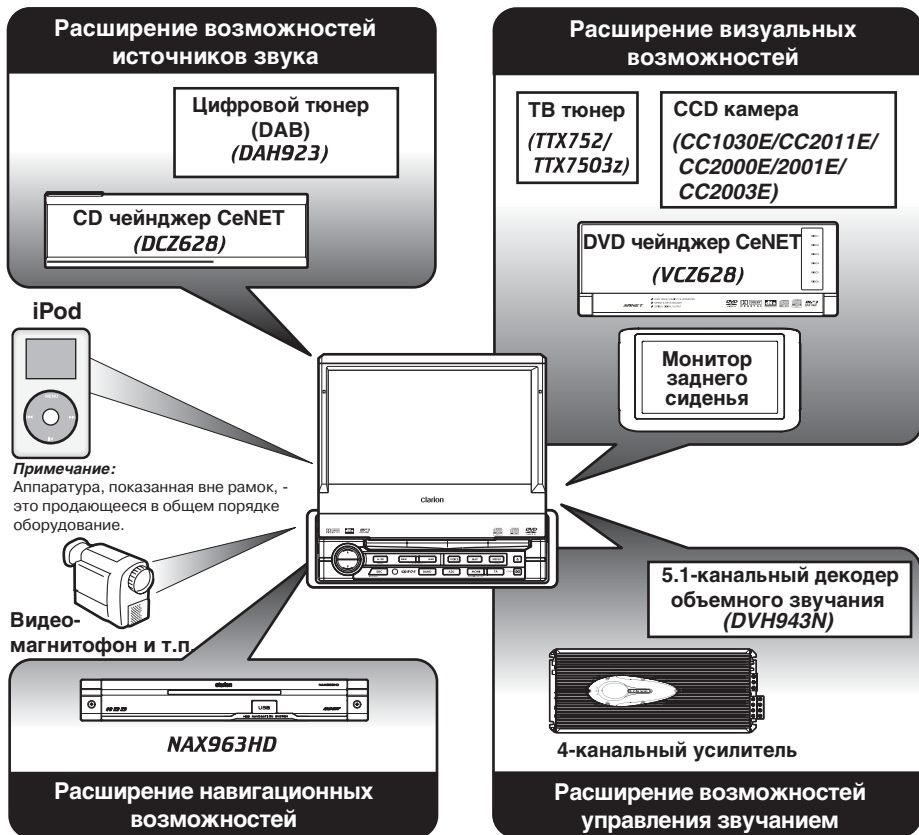 Расширение возможностей
источников звука
Цифровой тюнер
(DAB)
(DAH923)
CD чейнджер CeNET
(DCZ628)
Расширение визуальных
возможностей
ТВ тюнер
(TTX752/
TTX7503z)
CCD камера
(CC1030E/CC2011E/
CC2000E/2001E/
CC2003E)
DVD чейнджер CeNET
(VCZ628)
Монитор
заднего
сиденья
iPod
MENU
Примечание:
Аппаратура, показанная вне рамок, -
это продающееся в общем порядке
оборудование.
Видео-
магнитофон и т.п.
clarion
clarion
USB
NAX963HD
Расширение навигационных
возможностей
5.1-канальный декодер
объемного звучания
(DVH943N)
4-канальный усилитель
Расширение возможностей
управления звучанием